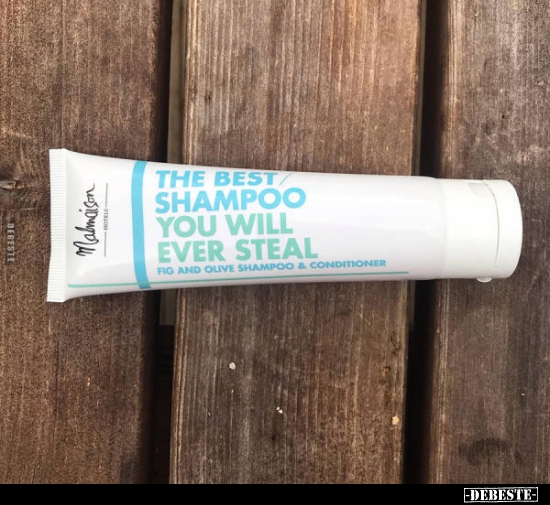 Malmaison
HOTELS
THE BEST/
SHAMPOO
YOU WILL
EVER STEAL
FIG AND OLIVE SHAMPOO & CONDITIONER
DEBESTE
-DEBESTE-